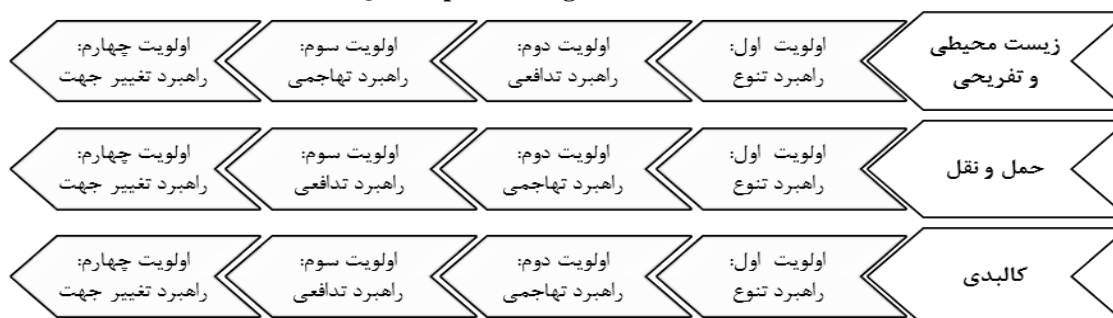 زیست محیطی
و تفریحی
اولویت اول:
راهبرد تنوع
اولویت دوم:
راهبرد تدافعی
اولویت سوم:
راهبرد تهاجمی
اولویت چهارم:
راهبرد تغییر جهت
حمل و نقل
اولویت اول:
راهبرد تنوع
اولویت دوم:
راهبرد تهاجمی
اولویت سوم:
راهبرد تدافعی
اولویت چهارم:
راهبرد تغییر جهت
کالبدی
اولویت اول:
راهبرد تنوع
اولویت دوم:
راهبرد تهاجمی
اولویت سوم:
راهبرد تدافعی
اولویت چهارم:
راهبرد تغییر جهت